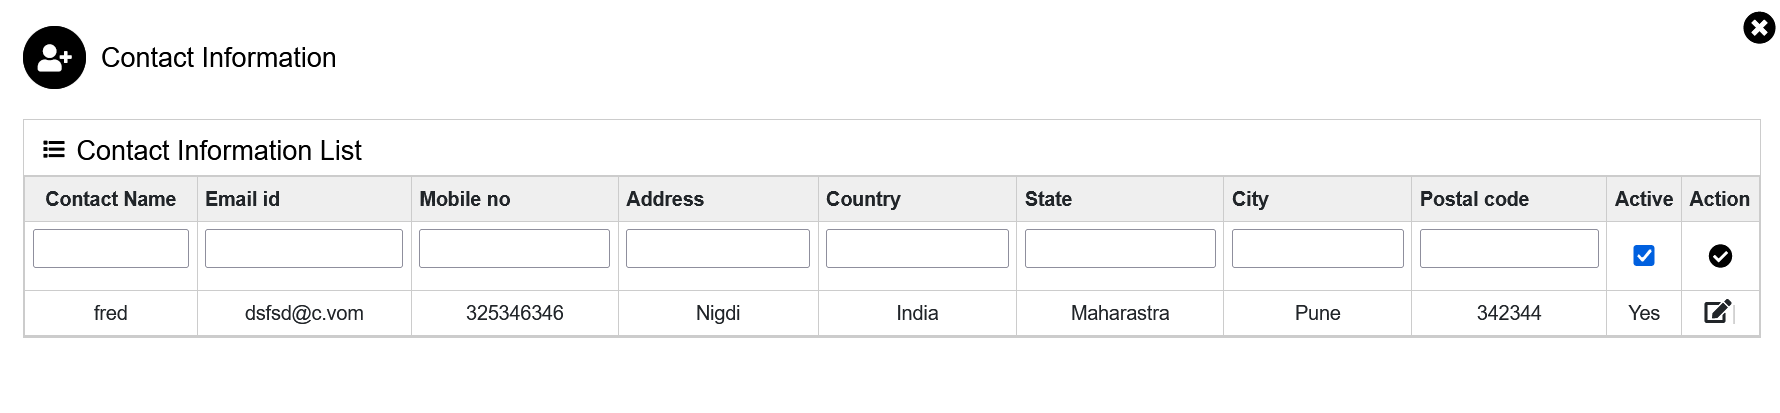 Contact Information
Contact Information List
Contact Name Email id Mobile no Address Country State City Postal code Active Action
fred dsfsd@c.vom 325346346 Nigdi India Maharastra Pune 342344 Yes